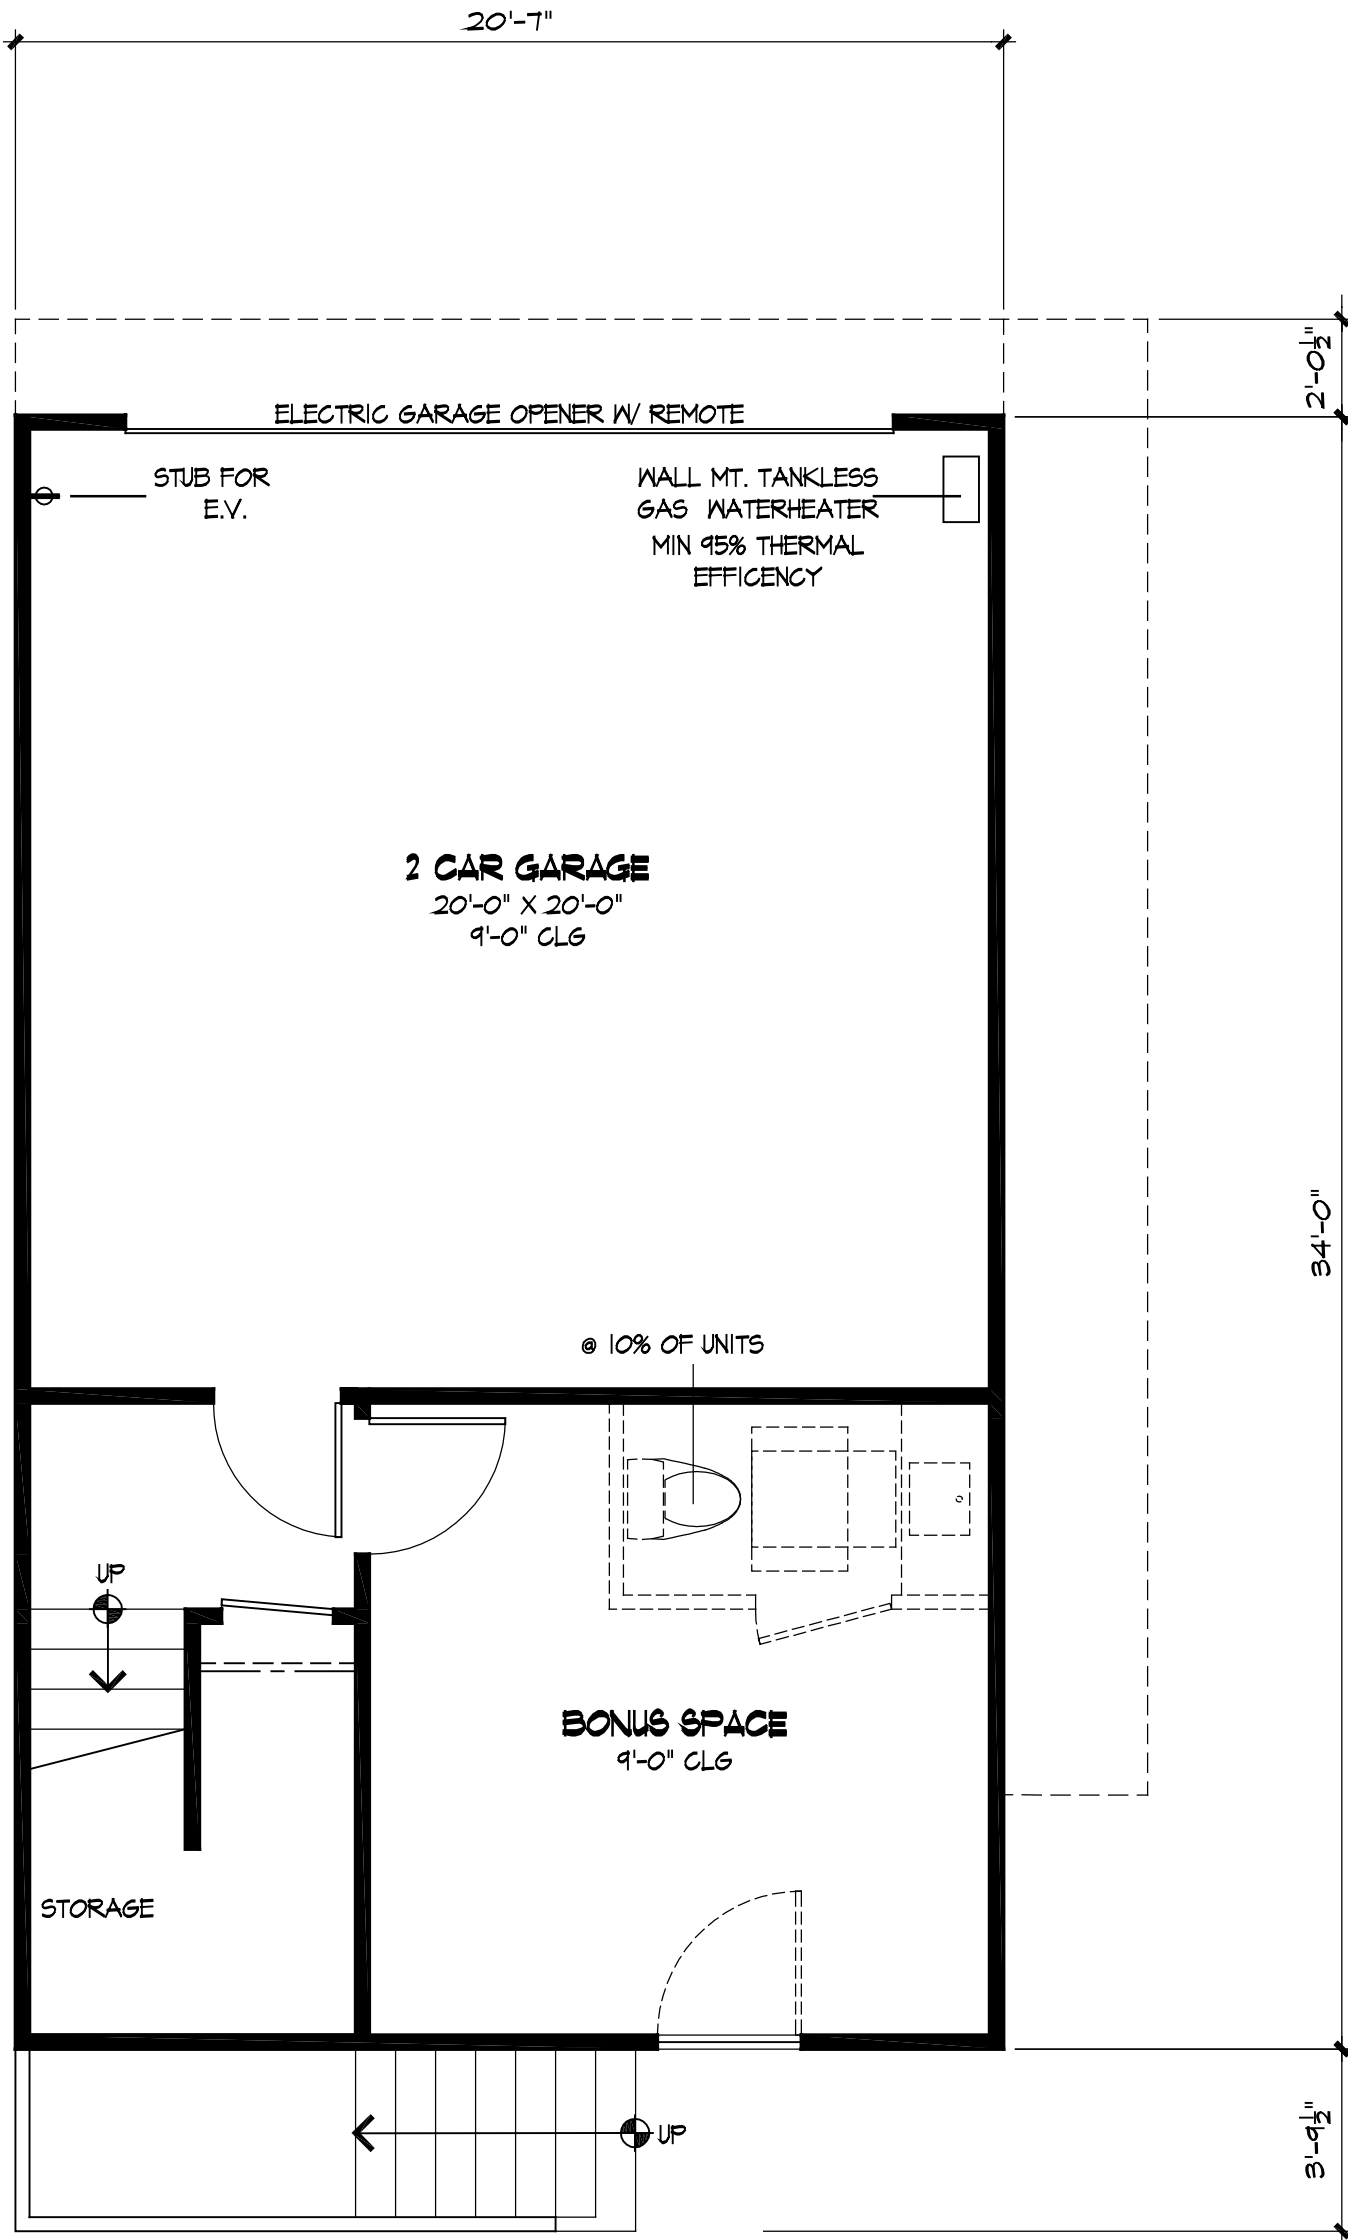 20'-7"
2'-0½"
ELECTRIC GARAGE OPENER W/ REMOTE
STUB FOR
E.V.
WALL MT. TANKLESS
GAS WATERHEATER
MIN 95% THERMAL
EFFICENCY
2 CAR GARAGE
20'-0" X 20'-0"
9'-0" CLG
34'-0"
@ 10% OF UNITS
UP
BONUS SPACE
9'-0" CLG
STORAGE
UP
3'-9½"